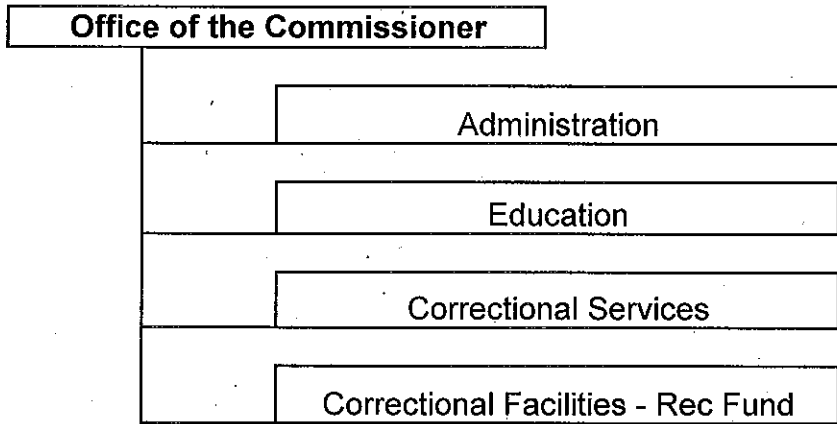 Office of the Commissioner
Administration
Education
Correctional Services
Correctional Facilities - Rec Fund